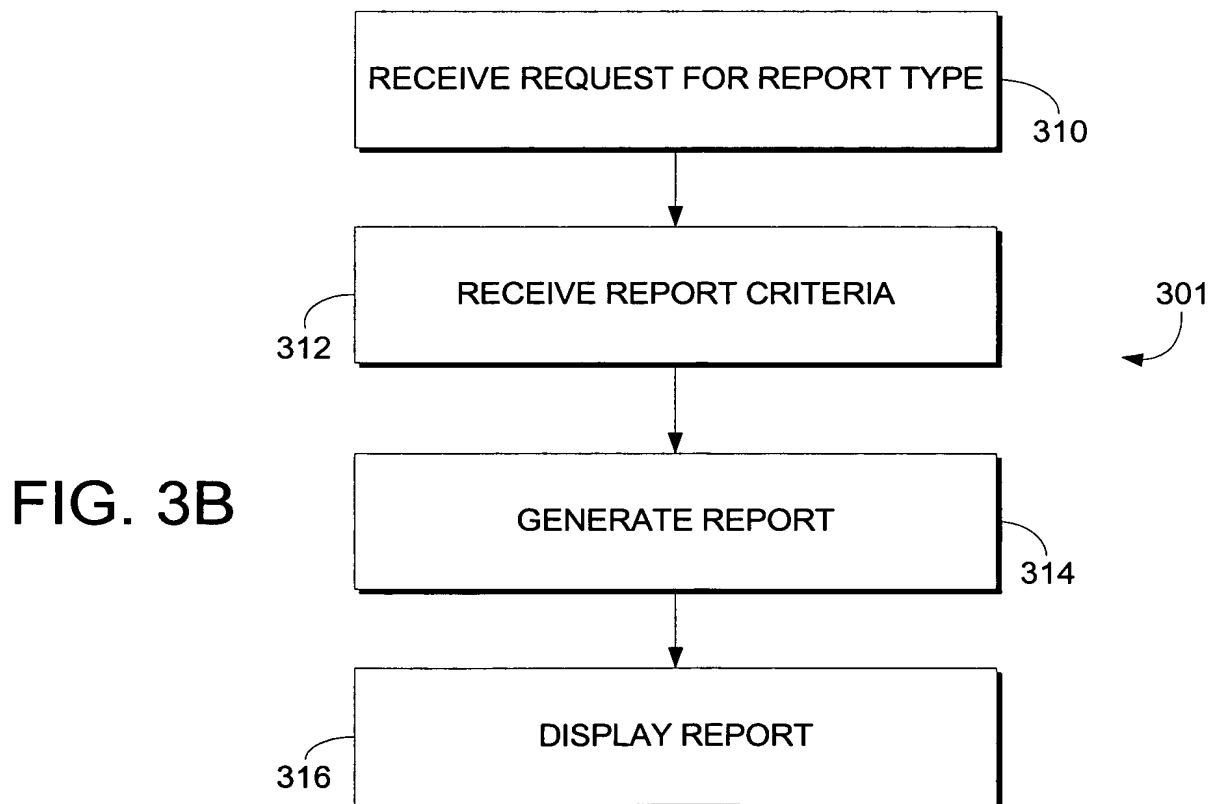 RECEIVE REQUEST FOR REPORT TYPE
310
RECEIVE REPORT CRITERIA
301
312
FIG. 3B
GENERATE REPORT
314
DISPLAY REPORT
316